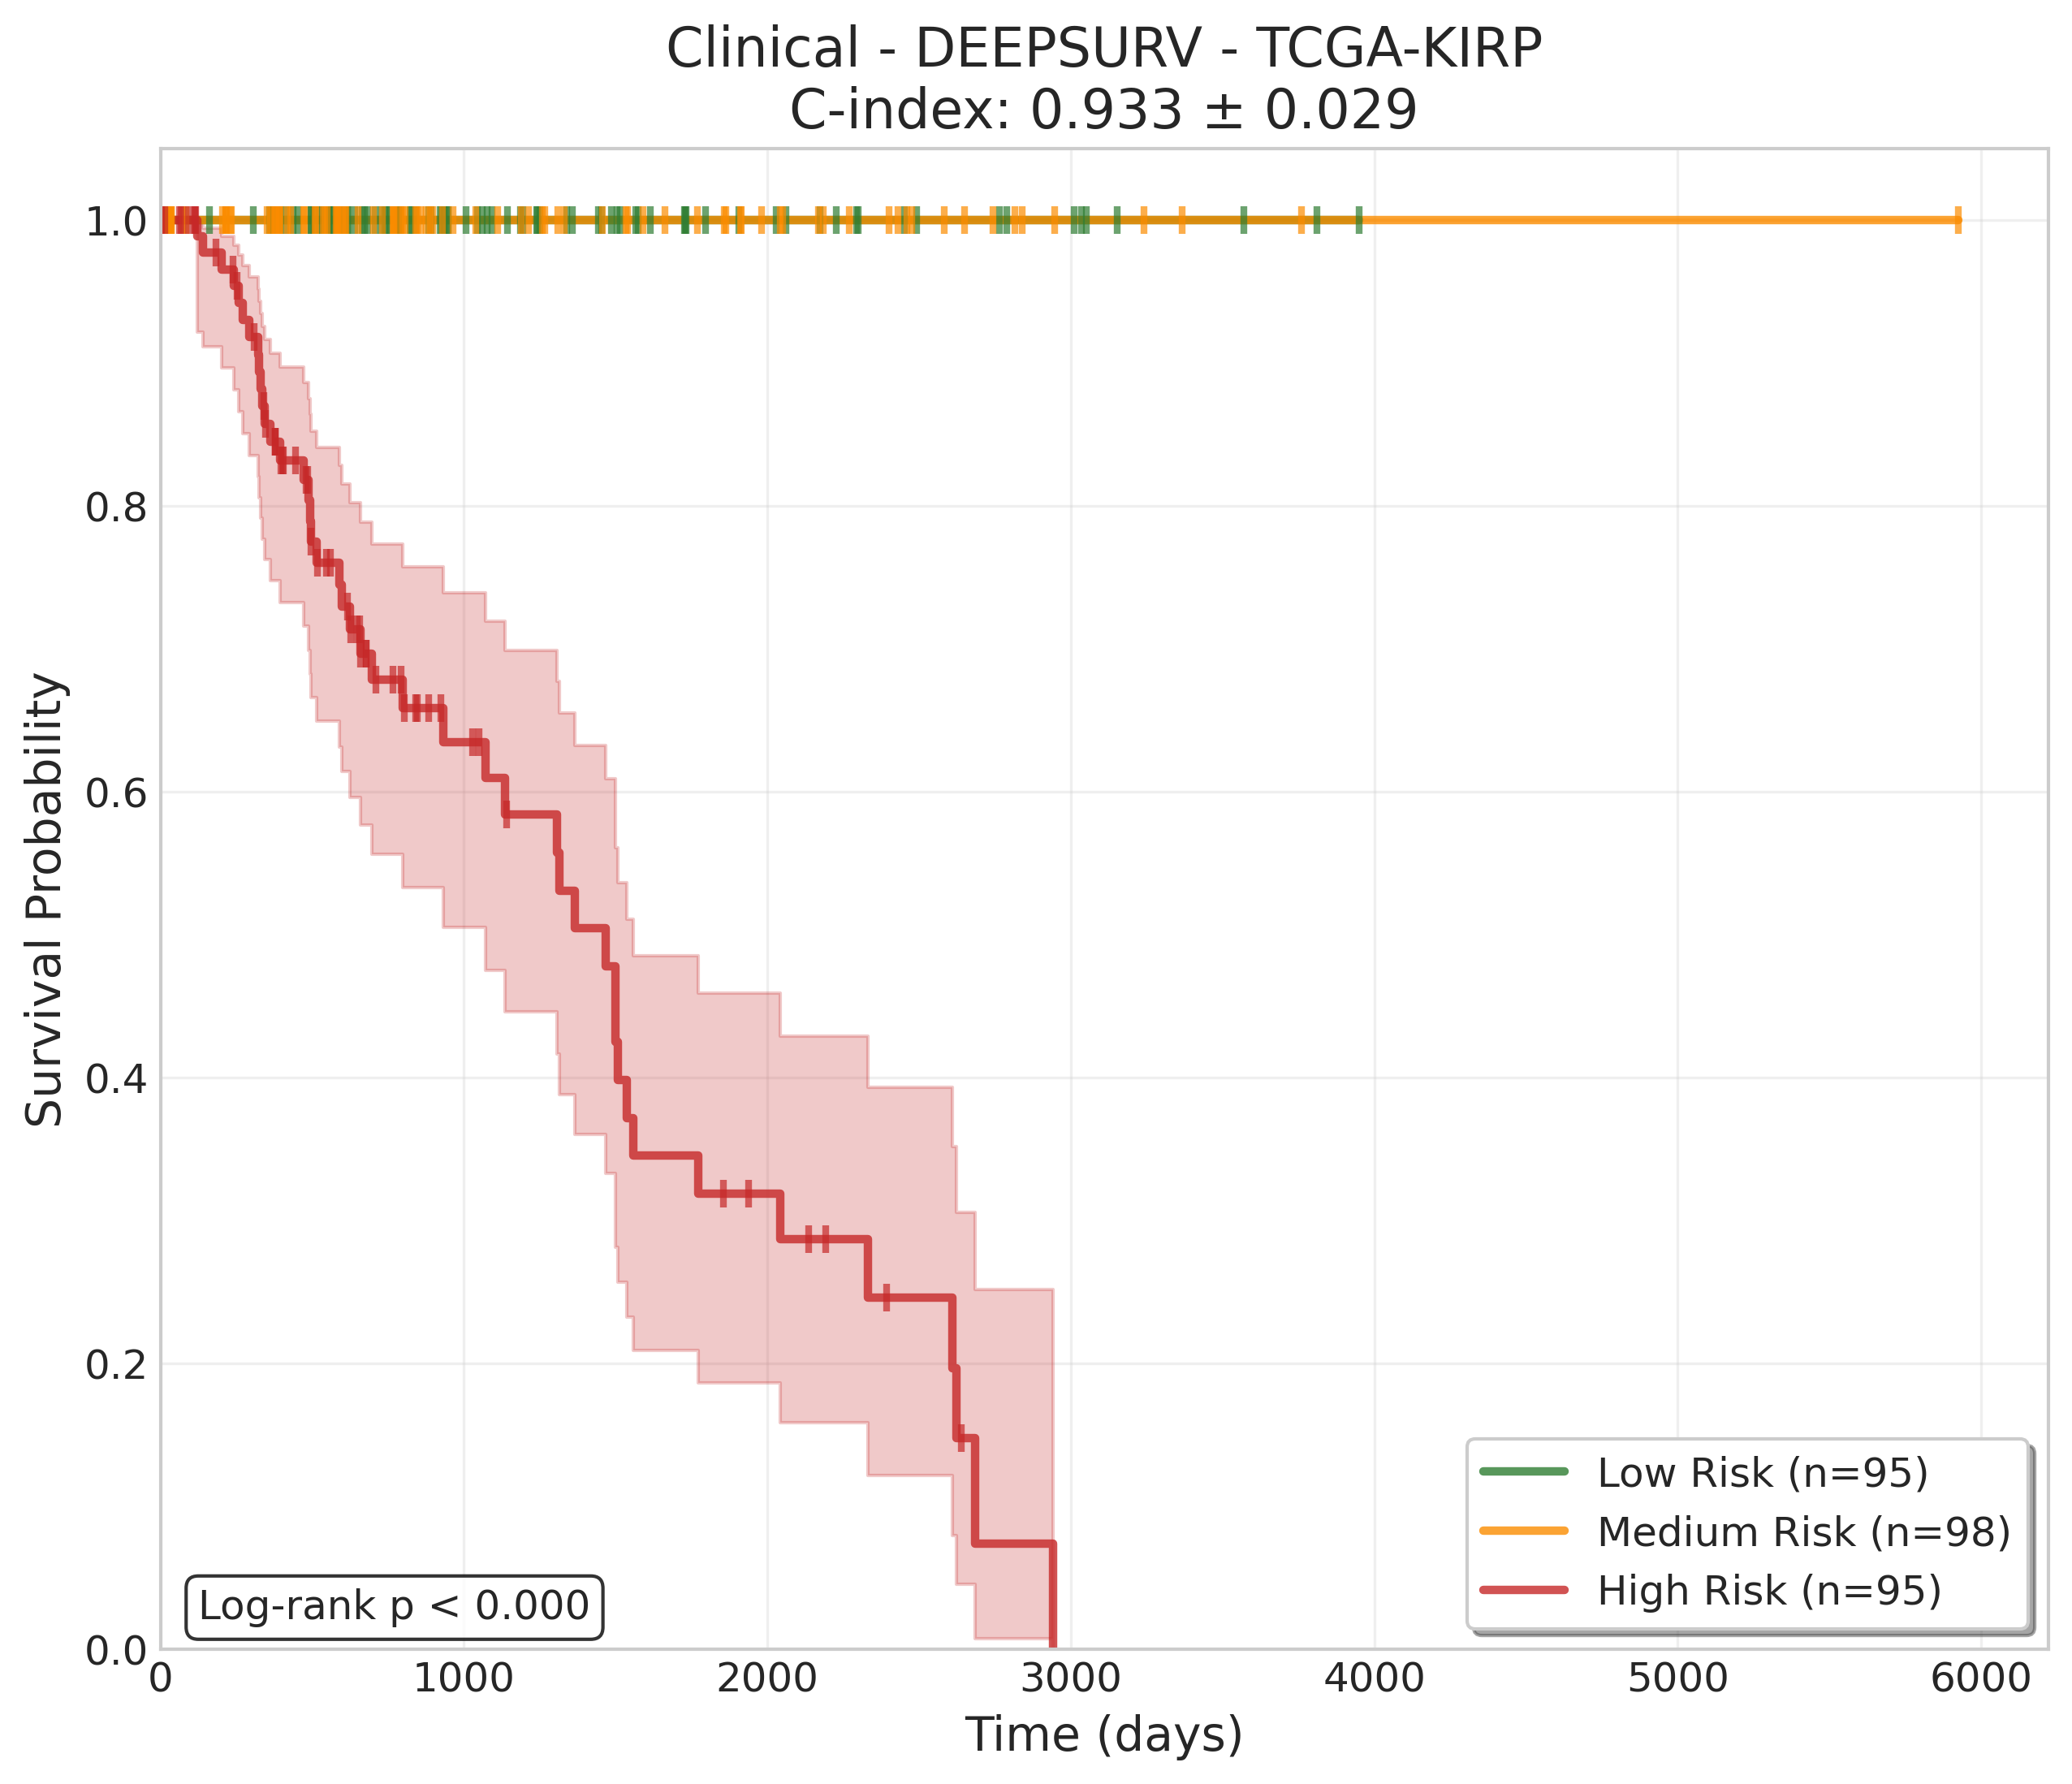 Clinical - DEEPSURV - TCGA-KIRP
C-index: 0.933 ± 0.029
Survival Probability
1.0
0.8
0.6
0.4
0.2
0.0
0 1000 2000 3000 4000 5000 6000
Time (days)
Log-rank p < 0.000
Low Risk (n=95)
Medium Risk (n=98)
High Risk (n=95)